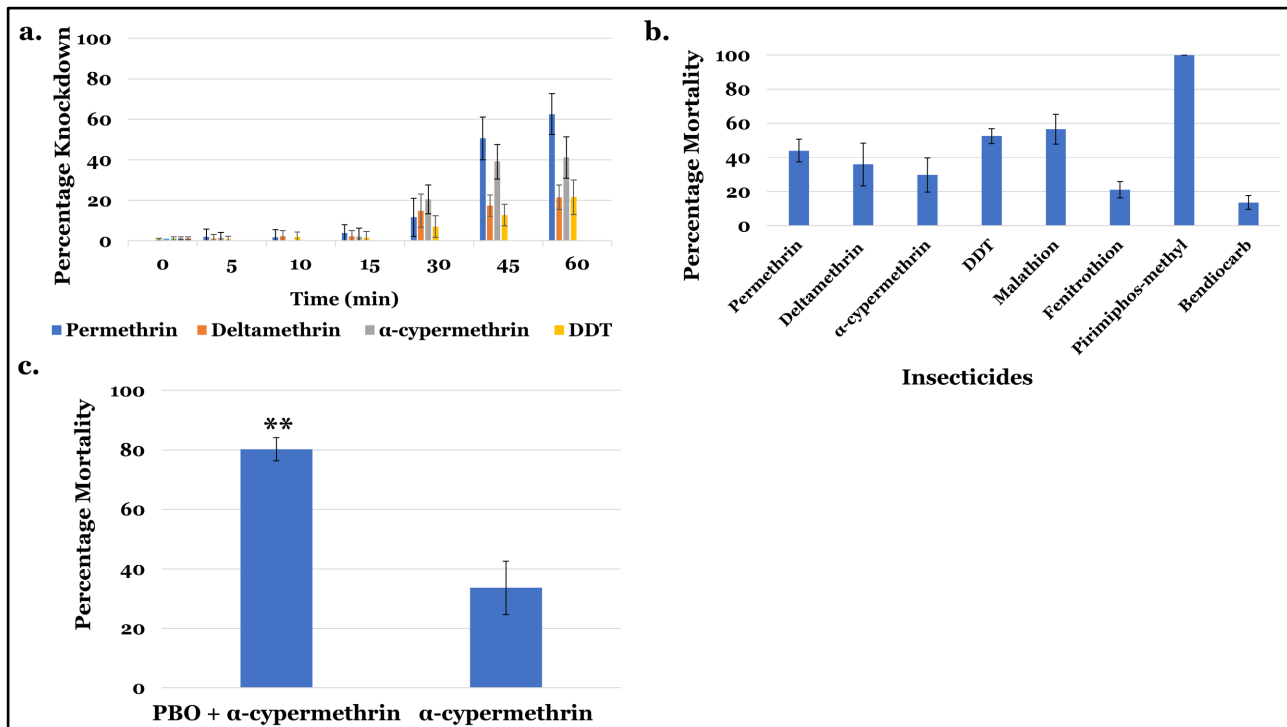 a.
Percentage Knockdown
100
80
60
40
20
0
0 5 10 15 30 45 60
Time (min)
Permethrin Deltamethrin α-cypermethrin DDT
b.
Percentage Mortality
100
80
60
40
20
0
Permethrin
Deltamethrin
α-cypermethrin
DDT
Malathion
Fenitrothion
Pirimiphos-methyl
Bendiocarb
Insecticides
c.
Percentage Mortality
100
80
60
40
20
0
**
PBO + α-cypermethrin α-cypermethrin